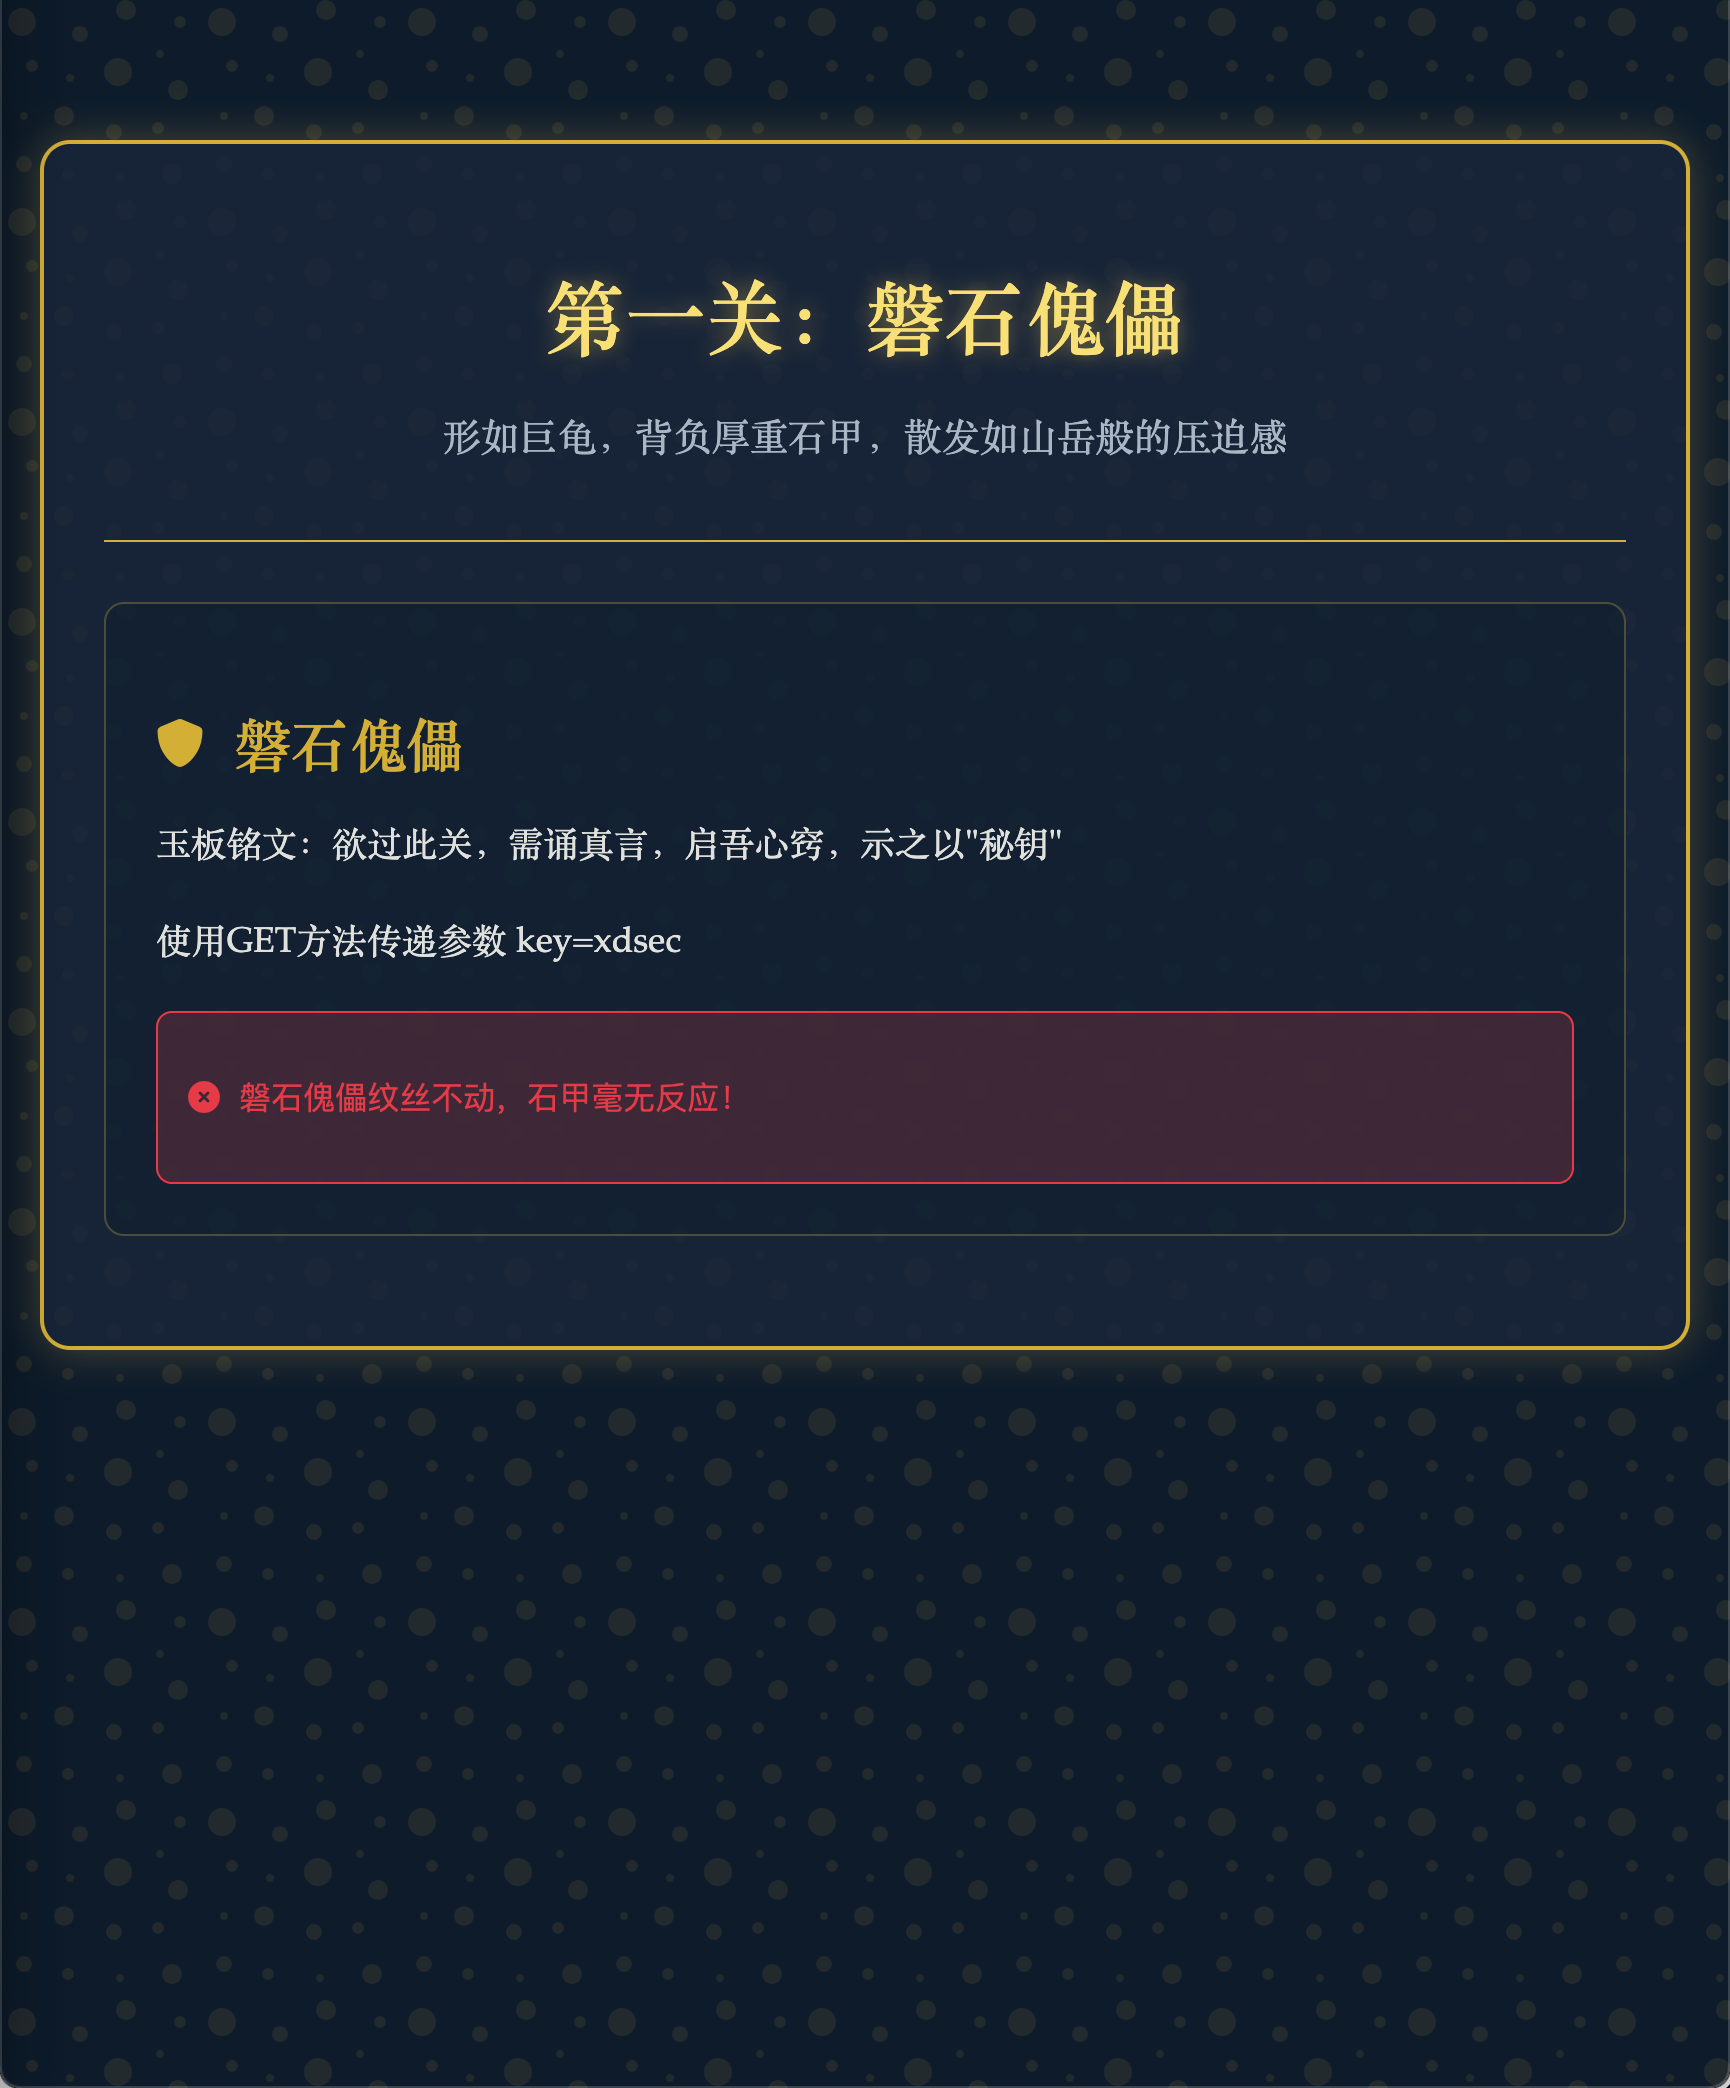 第一关：磐石傀儡
形如巨龟，背负厚重石甲，散发如山岳般的压迫感
磐石傀儡
玉板铭文：欲过此关，需诵真言，启吾心窍，示之以"秘钥"
使用GET方法传递参数 key=xdsec
磐石傀儡纹丝不动，石甲毫无反应！